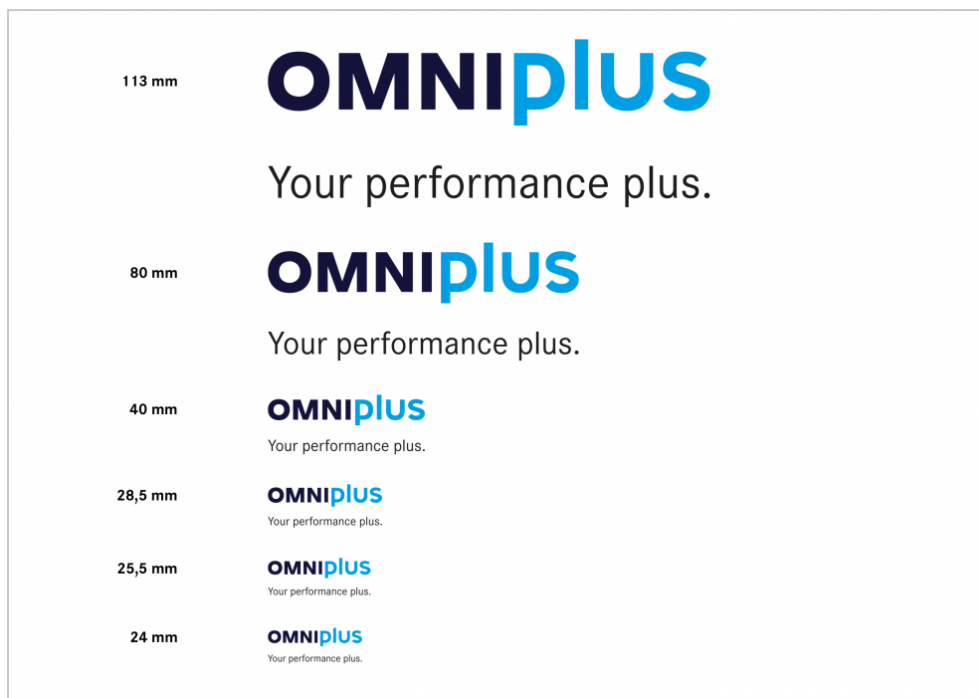 113 mm
OMNIplus
Your performance plus.
80 mm
OMNIplus
Your performance plus.
40 mm
OMNIplus
Your performance plus.
28,5 mm
OMNIplus
Your performance plus.
25,5 mm
OMNIplus
Your performance plus.
24 mm
OMNIplus
Your performance plus.